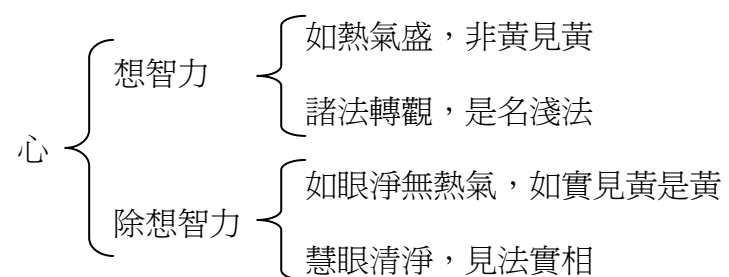 如熱氣盛，非黃見黃
想智力
諸法轉觀，是名淺法
心
如眼淨無熱氣，如實見黃是黃
除想智力
慧眼清淨，見法實相